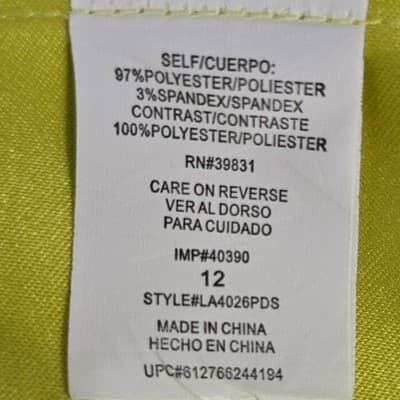 SELF/CUERPO:
97%POLYESTER/POLIESTER
3%SPANDEX/SPANDEX
CONTRAST/CONTRASTE
100%POLYESTER/POLIESTER
RN#39831
CARE ON REVERSE
VER AL DORSO
PARA CUIDADO
IMP#40390
12
STYLE#LA4026PDS
MADE IN CHINA
HECHO EN CHINA
UPC#612766244194